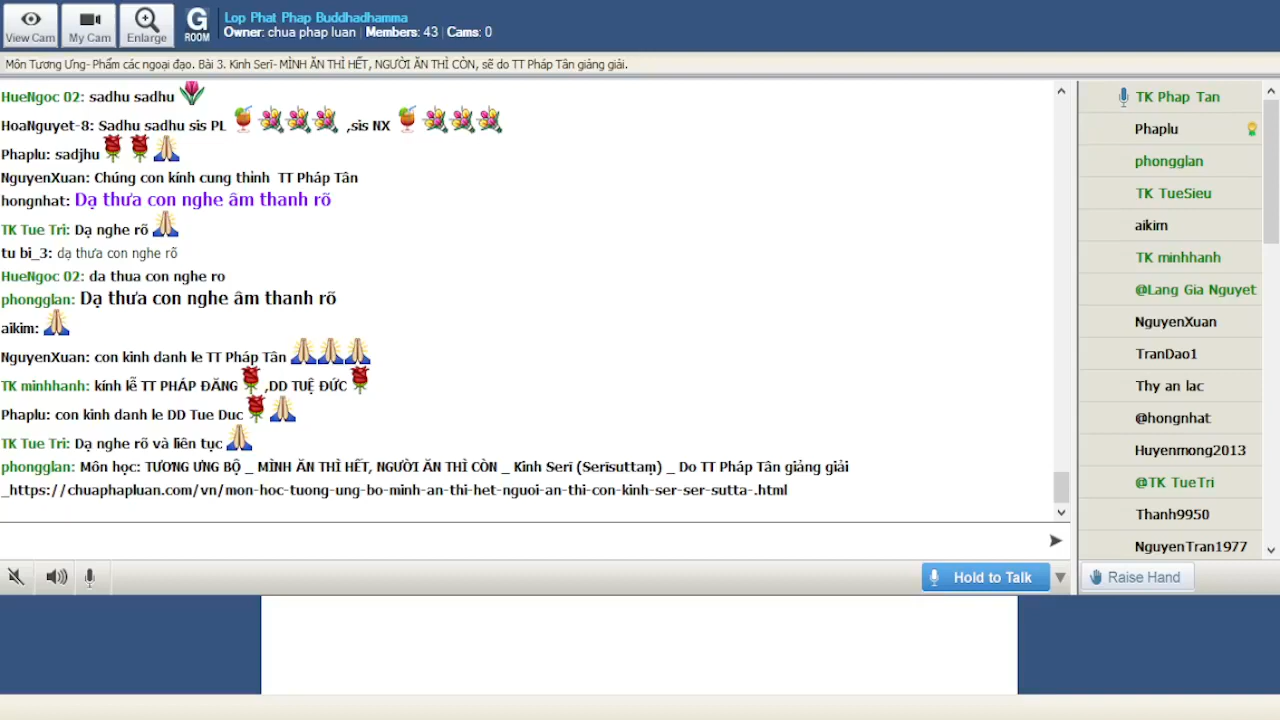 View Cam
My Cam
Enlarge
G
ROOM
Lop Phat Phap Buddhadhamma
Owner: chua phap luan | Members: 43 | Cams: 0
Môn Tương Ưng- Phẩm các ngoại đạo. Bài 3. Kinh Serī- MÌNH ĂN THÌ HẾT, NGƯỜI ĂN THÌ CÒN, sẽ do TT Pháp Tân giảng giải.
HueNgoc 02: sadhu sadhu
HoaNguyet-8: Sadhu sadhu sis PL ,sis NX
Phaplu: sadjhu
NguyenXuan: Chúng con kinh cung thinh TT Pháp Tân
hongnhat: Dạ thưa con nghe âm thanh rõ
TK Tue Tri: Dạ nghe rõ
tu bi_3: dạ thưa con nghe rõ
HueNgoc 02: da thua con nghe ro
phongglan: Dạ thưa con nghe âm thanh rõ
aikim:
NguyenXuan: con kinh danh le TT Pháp Tân
TK minhhanh: kính lễ TT PHÁP ĐĂNG ,DD TUỆ ĐỨC
Phaplu: con kinh danh le DD Tue Duc
TK Tue Tri: Dạ nghe rõ và liên tục
phongglan: Môn học: TƯƠNG ƯNG BỘ _ MÌNH ĂN THÌ HẾT, NGƯỜI ĂN THÌ CÒN _ Kinh Serī (Serīsuttaṃ) _ Do TT Pháp Tân giảng giải
_https://chuaphapluan.com/vn/mon-hoc-tuong-ung-bo-minh-an-thi-het-nguoi-an-thi-con-kinh-ser-ser-sutta-.html
Hold to Talk
TK Phap Tan
Phaplu
phongglan
TK TueSieu
aikim
TK minhhanh
@Lang Gia Nguyet
NguyenXuan
TranDao1
Thy an lac
@hongnhat
Huyenmong2013
@TK TueTri
Thanh9950
NguyenTran1977
Raise Hand